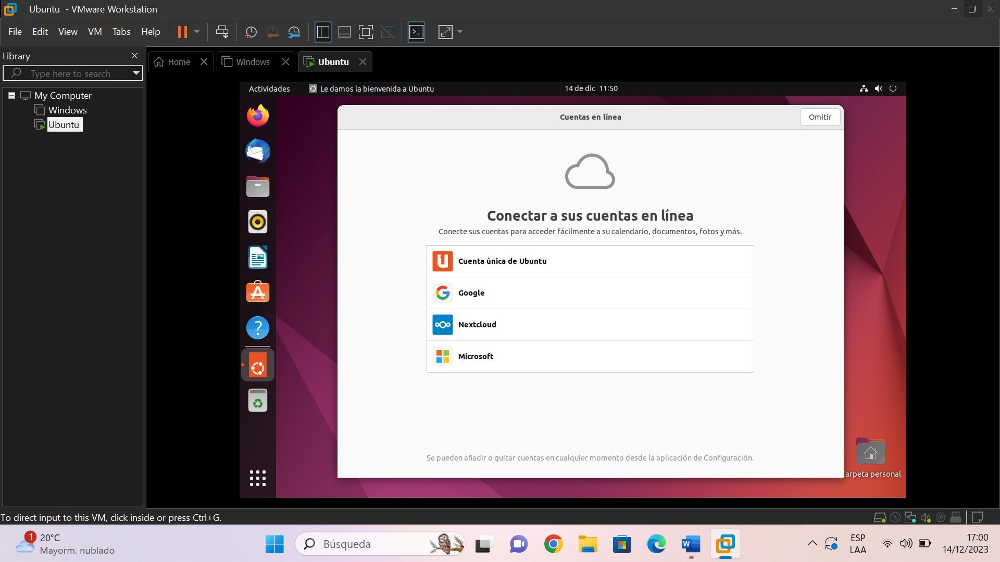 Ubuntu - VMware Workstation
File Edit View VM Tabs Help
Library
Type here to search
My Computer
Windows
Ubuntu
Home
Windows
Ubuntu
Actividades
Le damos la bienvenida a Ubuntu
14 de dic 11:50
Cuentas en línea
Omitir
Conectar a sus cuentas en línea
Conecte sus cuentas para acceder fácilmente a su calendario, documentos, fotos y más.
Cuenta única de Ubuntu
Google
Nextcloud
Microsoft
Se pueden añadir o quitar cuentas en cualquier momento desde la aplicación de Configuración.
Carpeta personal
To direct input to this VM, click inside or press Ctrl+G.
1
20°C
Mayorm. nublado
Búsqueda
ESP
LAA
17:00
14/12/2023